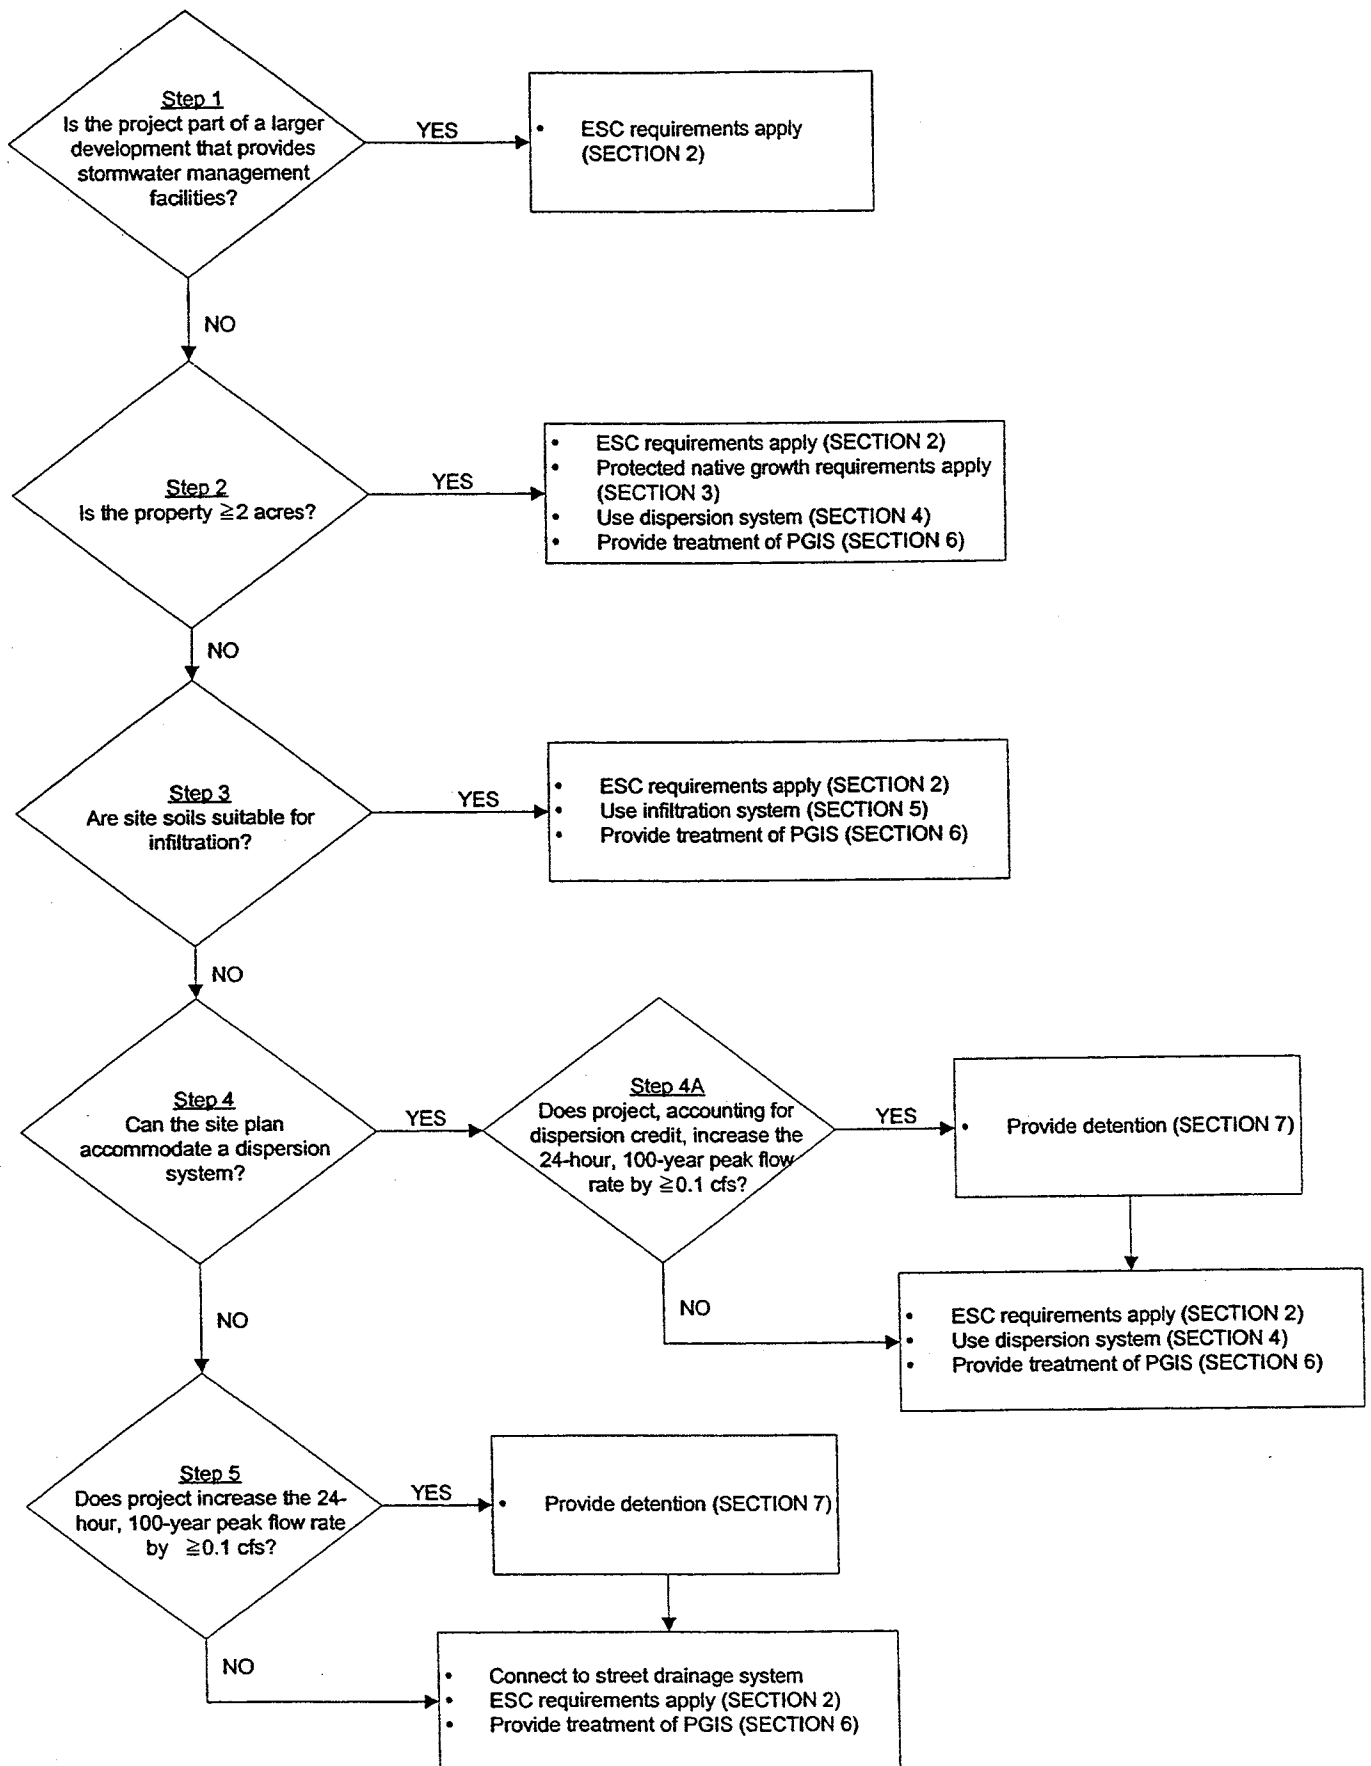 Step 1
Is the project part of a larger
development that provides
stormwater management
facilities?
YES
• ESC requirements apply
(SECTION 2)
NO
Step 2
Is the property ≧2 acres?
YES
• ESC requirements apply (SECTION 2)
• Protected native growth requirements apply
(SECTION 3)
• Use dispersion system (SECTION 4)
• Provide treatment of PGIS (SECTION 6)
NO
Step 3
Are site soils suitable for
infiltration?
YES
• ESC requirements apply (SECTION 2)
• Use infiltration system (SECTION 5)
• Provide treatment of PGIS (SECTION 6)
NO
Step 4
Can the site plan
accommodate a dispersion
system?
YES
Step 4A
Does project, accounting for
dispersion credit, increase the
24-hour, 100-year peak flow
rate by ≧0.1 cfs?
YES
• Provide detention (SECTION 7)
NO
• ESC requirements apply (SECTION 2)
• Use dispersion system (SECTION 4)
• Provide treatment of PGIS (SECTION 6)
NO
Step 5
Does project increase the 24-
hour, 100-year peak flow rate
by ≧0.1 cfs?
YES
• Provide detention (SECTION 7)
NO
• Connect to street drainage system
• ESC requirements apply (SECTION 2)
• Provide treatment of PGIS (SECTION 6)